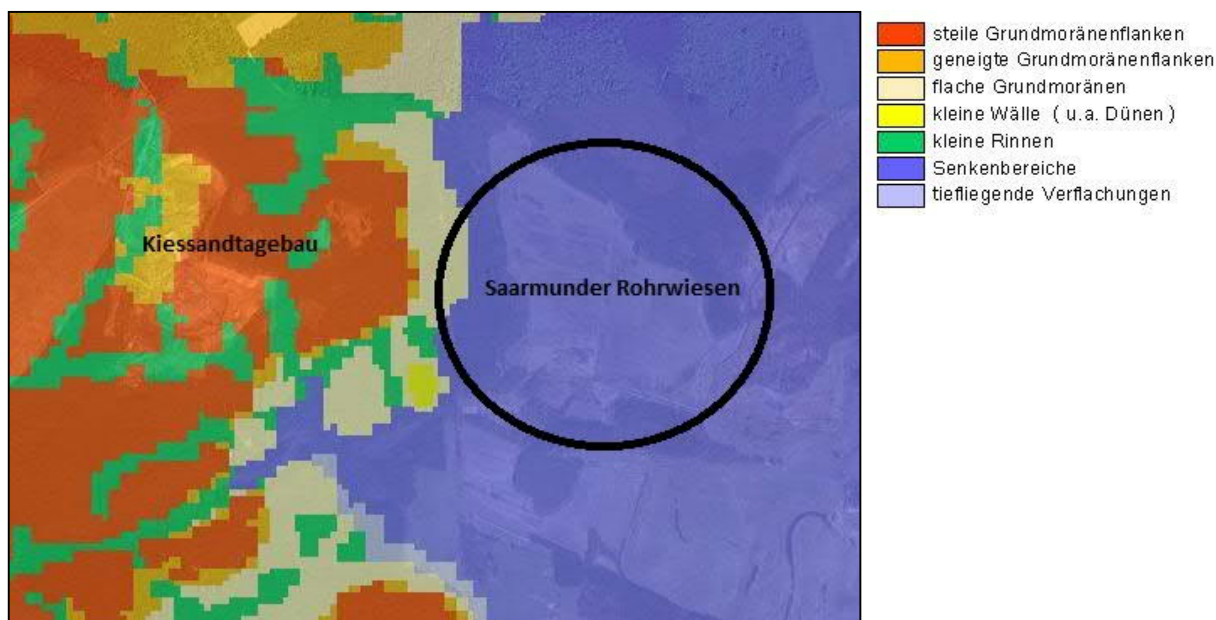 Kiessandtagebau
Saarmunder Rohrwiesen
steile Grundmoränenflanken
geneigte Grundmoränenflanken
flache Grundmoränen
kleine Wälle ( u.a. Dünen )
kleine Rinnen
Senkenbereiche
tiefliegende Verflachungen